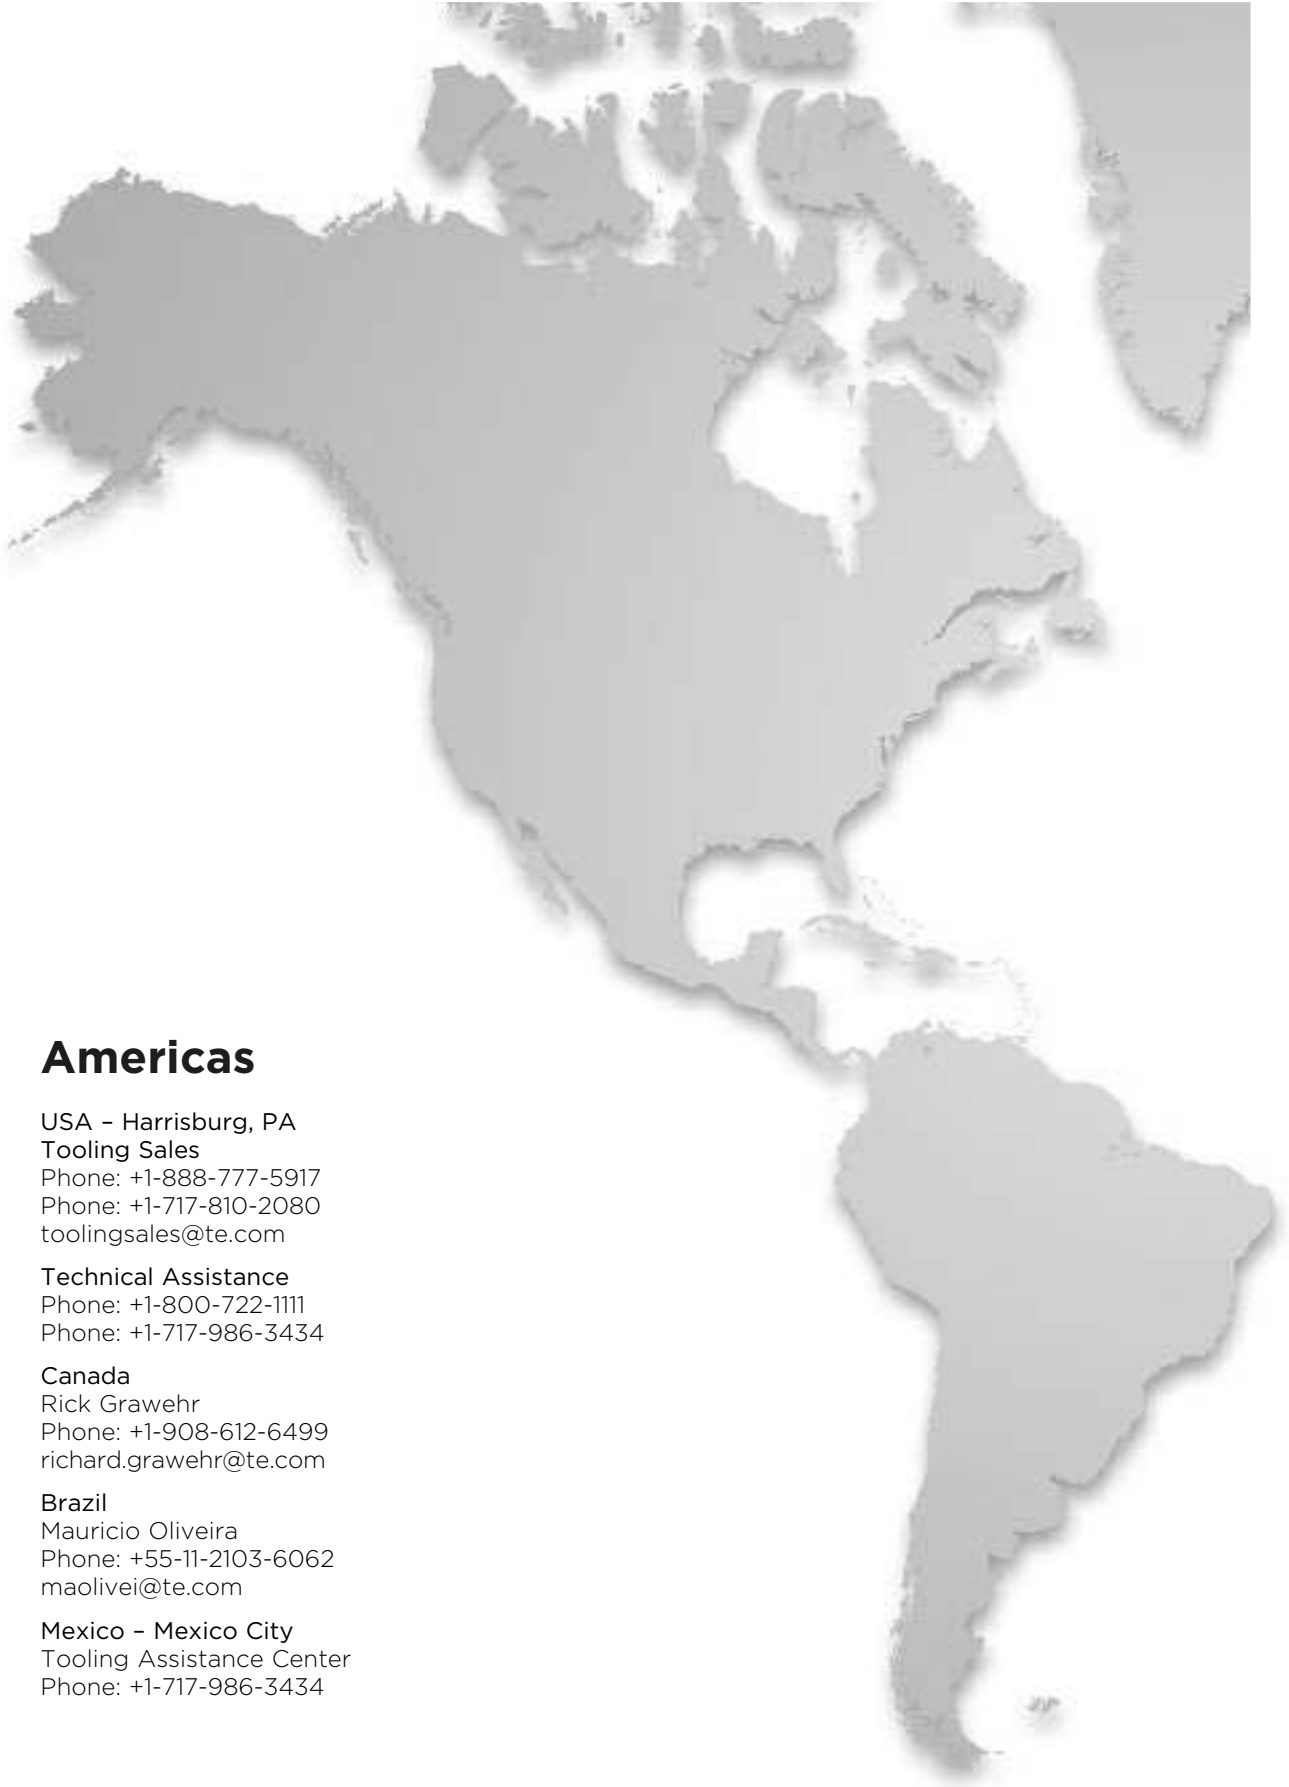 Americas
USA – Harrisburg, PA
Tooling Sales
Phone: +1-888-777-5917
Phone: +1-717-810-2080
toolingsales@te.com
Technical Assistance
Phone: +1-800-722-1111
Phone: +1-717-986-3434
Canada
Rick Grawehr
Phone: +1-908-612-6499
richard.grawehr@te.com
Brazil
Mauricio Oliveira
Phone: +55-11-2103-6062
maolivei@te.com
Mexico – Mexico City
Tooling Assistance Center
Phone: +1-717-986-3434